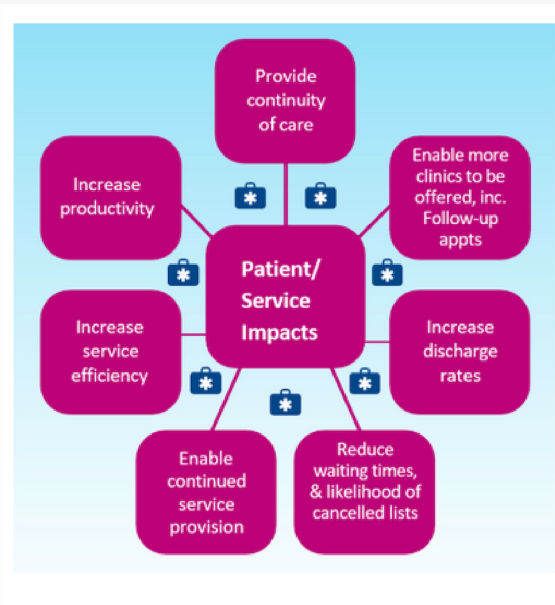 Provide
continuity
of care
Enable more
clinics to be
offered, inc.
Follow-up
appts
Increase
productivity
Patient/
Service
Impacts
Increase
service
efficiency
Increase
discharge
rates
Enable
continued
service
provision
Reduce
waiting times,
& likelihood of
cancelled lists